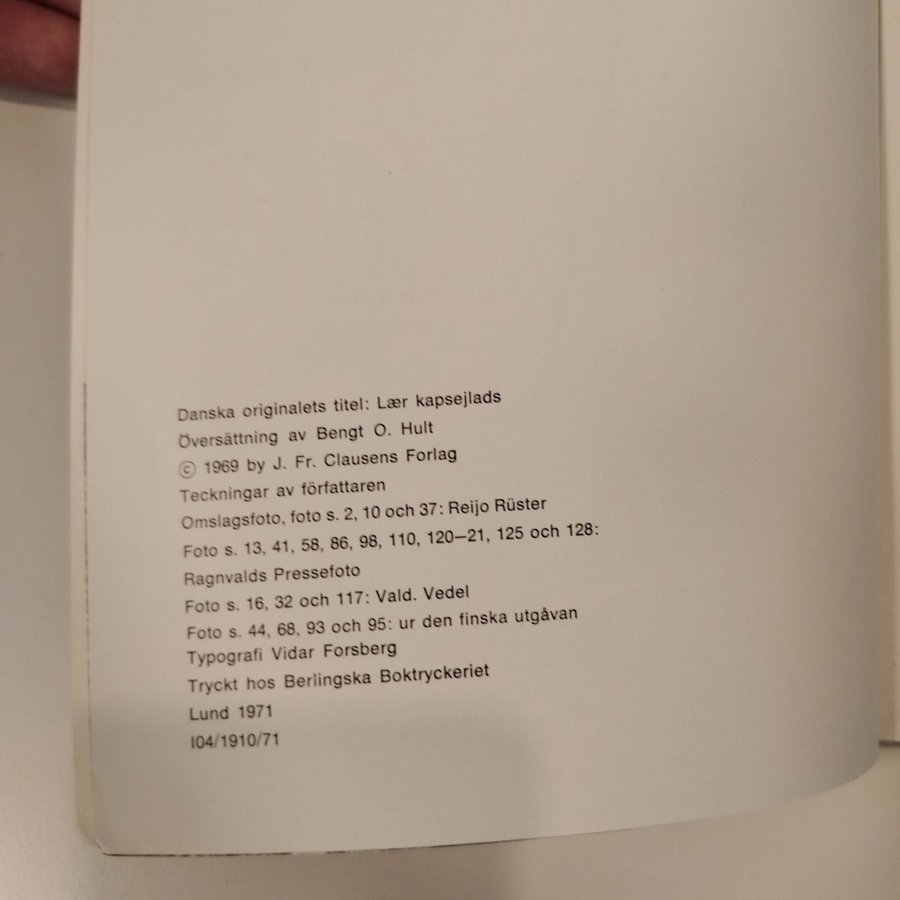 Danska originalets titel: Lær kapsejlads
Översättning av Bengt O. Hult
© 1969 by J. Fr. Clausens Forlag
Teckningar av författaren
Omslagsfoto, foto s. 2, 10 och 37: Reijo Rüster
Foto s. 13, 41, 58, 86, 98, 110, 120–21, 125 och 128:
Ragnvalds Pressefoto
Foto s. 16, 32 och 117: Vald. Vedel
Foto s. 44, 68, 93 och 95: ur den finska utgåvan
Typografi Vidar Forsberg
Tryckt hos Berlingska Boktryckeriet
Lund 1971
I04/1910/71